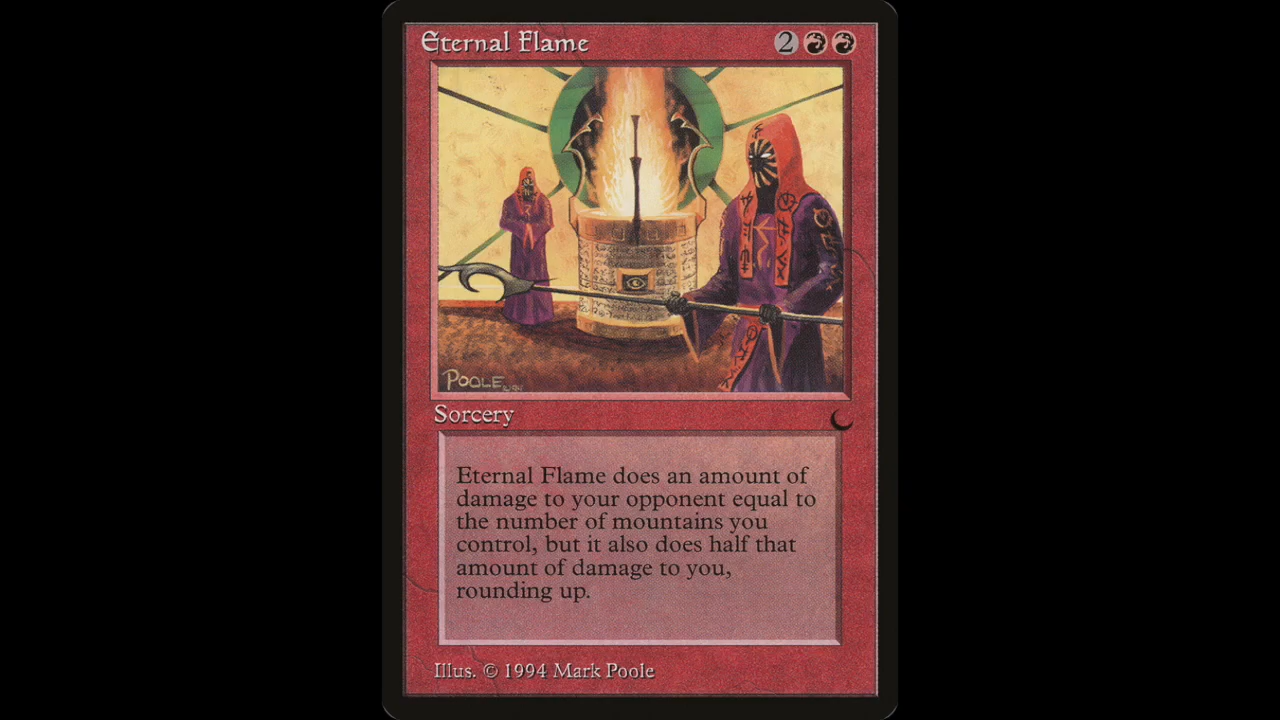 Eternal Flame 2
POOLE
Sorcery
Eternal Flame does an amount of
damage to your opponent equal to
the number of mountains you
control, but it also does half that
amount of damage to you,
rounding up.
Illus. © 1994 Mark Poole